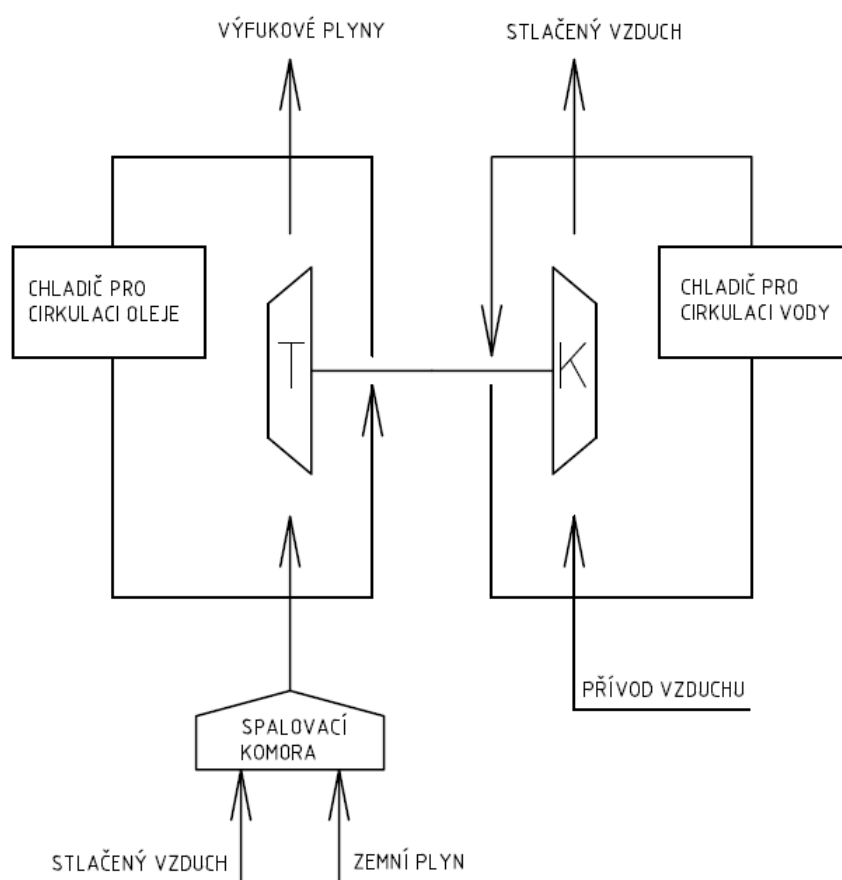 VÝFUKOVÉ PLYNY
STLAČENÝ VZDUCH
CHLADIČ PRO
CIRKULACI OLEJE
T
K
CHLADIČ PRO
CIRKULACI VODY
PŘÍVOD VZDUCHU
SPALOVACÍ
KOMORA
STLAČENÝ VZDUCH
ZEMNÍ PLYN